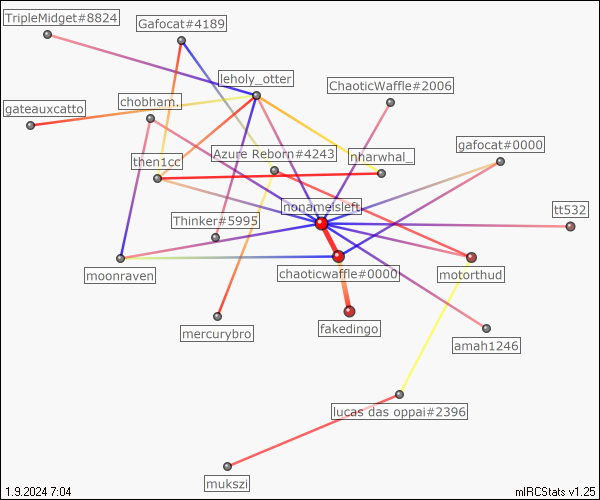 TripleMidget#8824
Gafocat#4189
leholy_otter
ChaoticWaffle#2006
gateauxcatto
chobham.
gafocat#0000
then1cc
Azure Reborn#4243
nharwhal_
nonameisleft
Thinker#5995
tt532
moonraven
chaoticwaffle#0000
motorthud
mercurybro
fakedingo
amah1246
lucas das oppai#2396
mukszi
1.9.2024 7:04
mIRCStats v1.25